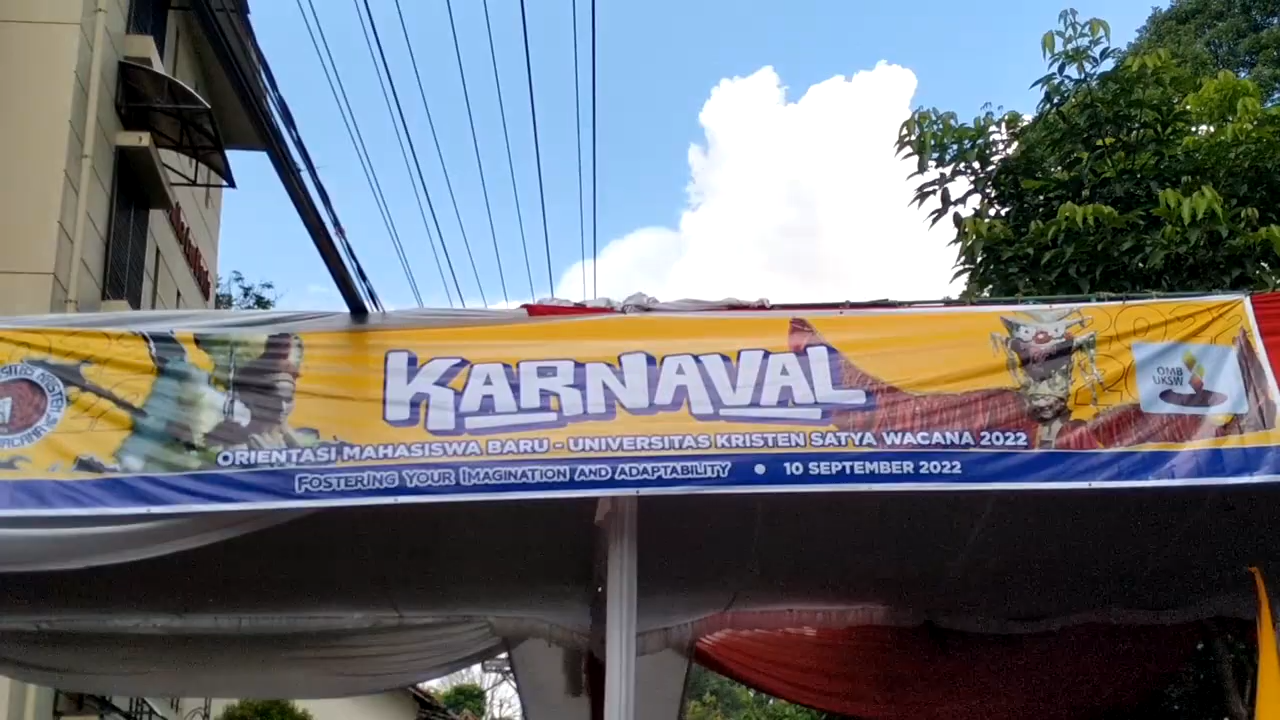 KARNAVAL
OMB
UKSW
ORIENTASI MAHASISWA BARU - UNIVERSITAS KRISTEN SATYA WACANA 2022
FOSTERING YOUR IMAGINATION AND ADAPTABILITY • 10 SEPTEMBER 2022